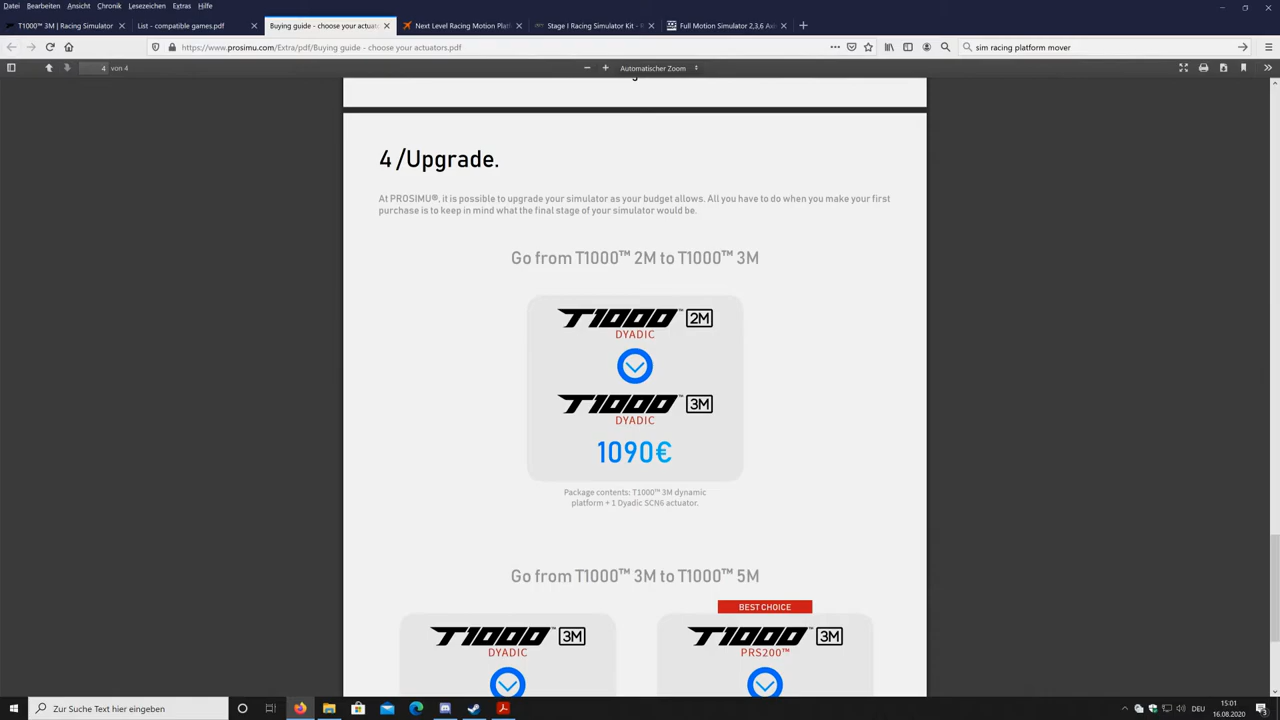 Datei Bearbeiten Ansicht Chronik Lesezeichen Extras Hilfe
T1000™ 3M | Racing Simulator
List - compatible games.pdf
Buying guide - choose your actuat
Next Level Racing Motion Plat
Stage I Racing Simulator Kit -
Full Motion Simulator 2,3,6 Ax
https://www.prosimu.com/Extra/pdf/Buying guide - choose your actuators.pdf
sim racing platform mover
4 von 4
Automatischer Zoom
4 /Upgrade.
At PROSIMU®, it is possible to upgrade your simulator as your budget allows. All you have to do when you make your first
purchase is to keep in mind what the final stage of your simulator would be.
Go from T1000™ 2M to T1000™ 3M
T1000™ 2M
DYADIC
T1000™ 3M
DYADIC
1090€
Package contents: T1000™ 3M dynamic
platform + 1 Dyadic SCN6 actuator.
Go from T1000™ 3M to T1000™ 5M
BEST CHOICE
T1000™ 3M
DYADIC
T1000™ 3M
PRS200™
Zur Suche Text hier eingeben
DEU
15:01
16.08.2020
3